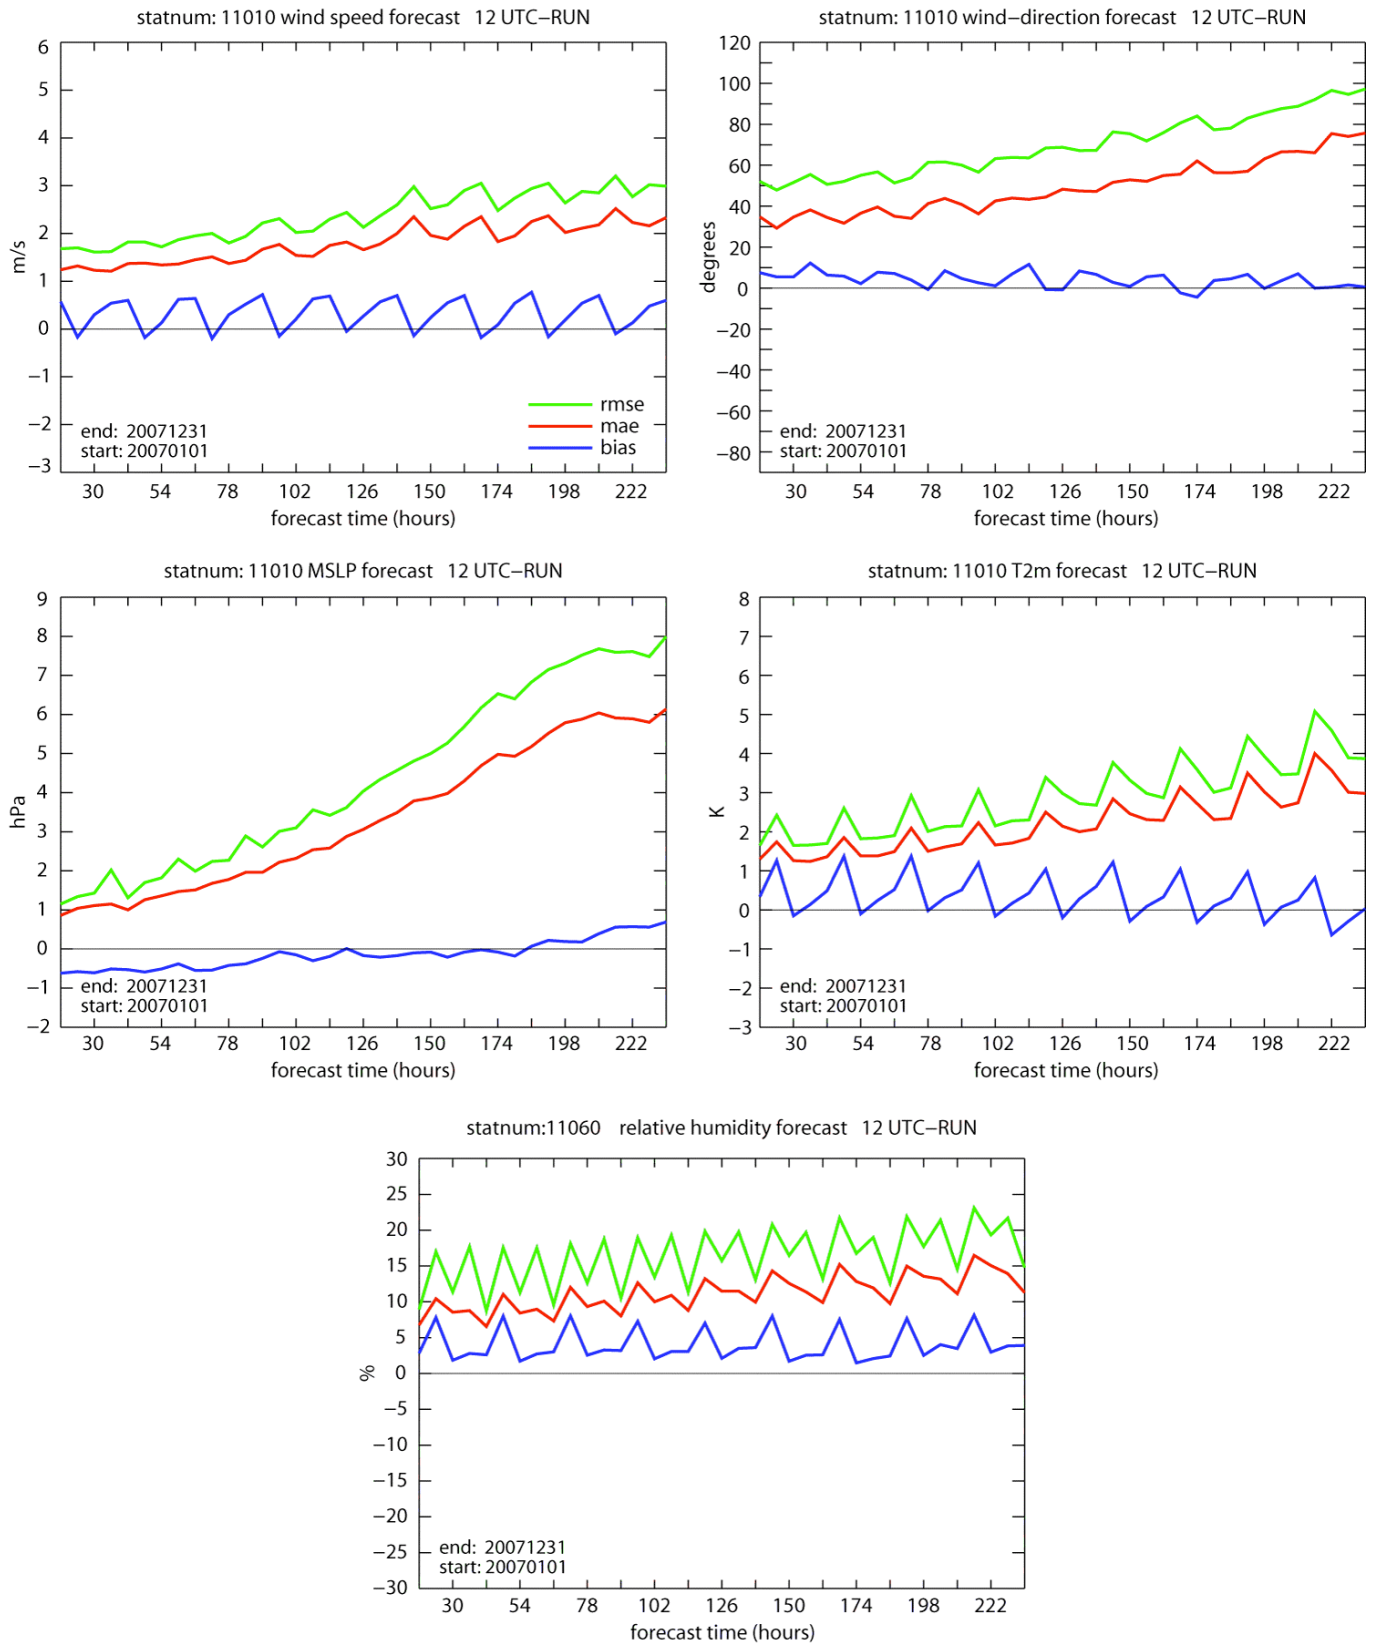 statnum: 11010 wind speed forecast 12 UTC−RUN
6
5
4
3
2
1
0
−1
−2
−3
m/s
rmse
mae
bias
end: 20071231
start: 20070101
30 54 78 102 126 150 174 198 222
forecast time (hours)
statnum: 11010 wind−direction forecast 12 UTC−RUN
120
100
80
60
40
20
0
−20
−40
−60
−80
degrees
end: 20071231
start: 20070101
30 54 78 102 126 150 174 198 222
forecast time (hours)
statnum: 11010 MSLP forecast 12 UTC−RUN
9
8
7
6
5
4
3
2
1
0
−1
−2
hPa
end: 20071231
start: 20070101
30 54 78 102 126 150 174 198 222
forecast time (hours)
statnum: 11010 T2m forecast 12 UTC−RUN
8
7
6
5
4
3
2
1
0
−1
−2
−3
K
end: 20071231
start: 20070101
30 54 78 102 126 150 174 198 222
forecast time (hours)
statnum:11060 relative humidity forecast 12 UTC−RUN
30
25
20
15
10
5
0
−5
−10
−15
−20
−25
−30
%
end: 20071231
start: 20070101
30 54 78 102 126 150 174 198 222
forecast time (hours)